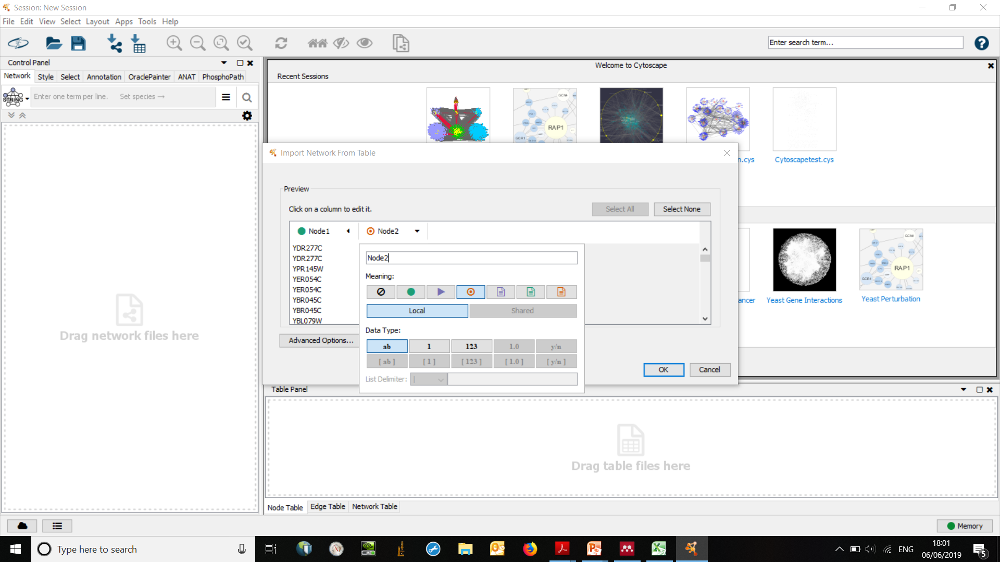 Session: New Session
File Edit View Select Layout Apps Tools Help
Enter search term...
Control Panel
Network Style Select Annotation OraclePainter ANAT PhosphoPath
STRING Enter one term per line. Set species →
Drag network files here
Welcome to Cytoscape
Recent Sessions
GCN4
RAP1
GCR1
n.cys
Cytoscapetest.cys
Import Network From Table
Preview
Click on a column to edit it.
Select All Select None
Node1 Node2
YDR277C
YDR277C
YPR145W
YER054C
YER054C
YBR045C
YBR045C
YBL079W
Node2
Meaning:
Local Shared
Data Type:
ab 1 123 1.0 y/n
[ ab ] [ 1 ] [ 123 ] [ 1.0 ] [ y/n ]
List Delimiter: |
Advanced Options...
OK Cancel
RAP1
GCR1
ancer
Yeast Gene Interactions
Yeast Perturbation
Table Panel
Drag table files here
Node Table Edge Table Network Table
Memory
Type here to search
ENG
18:01
06/06/2019
5